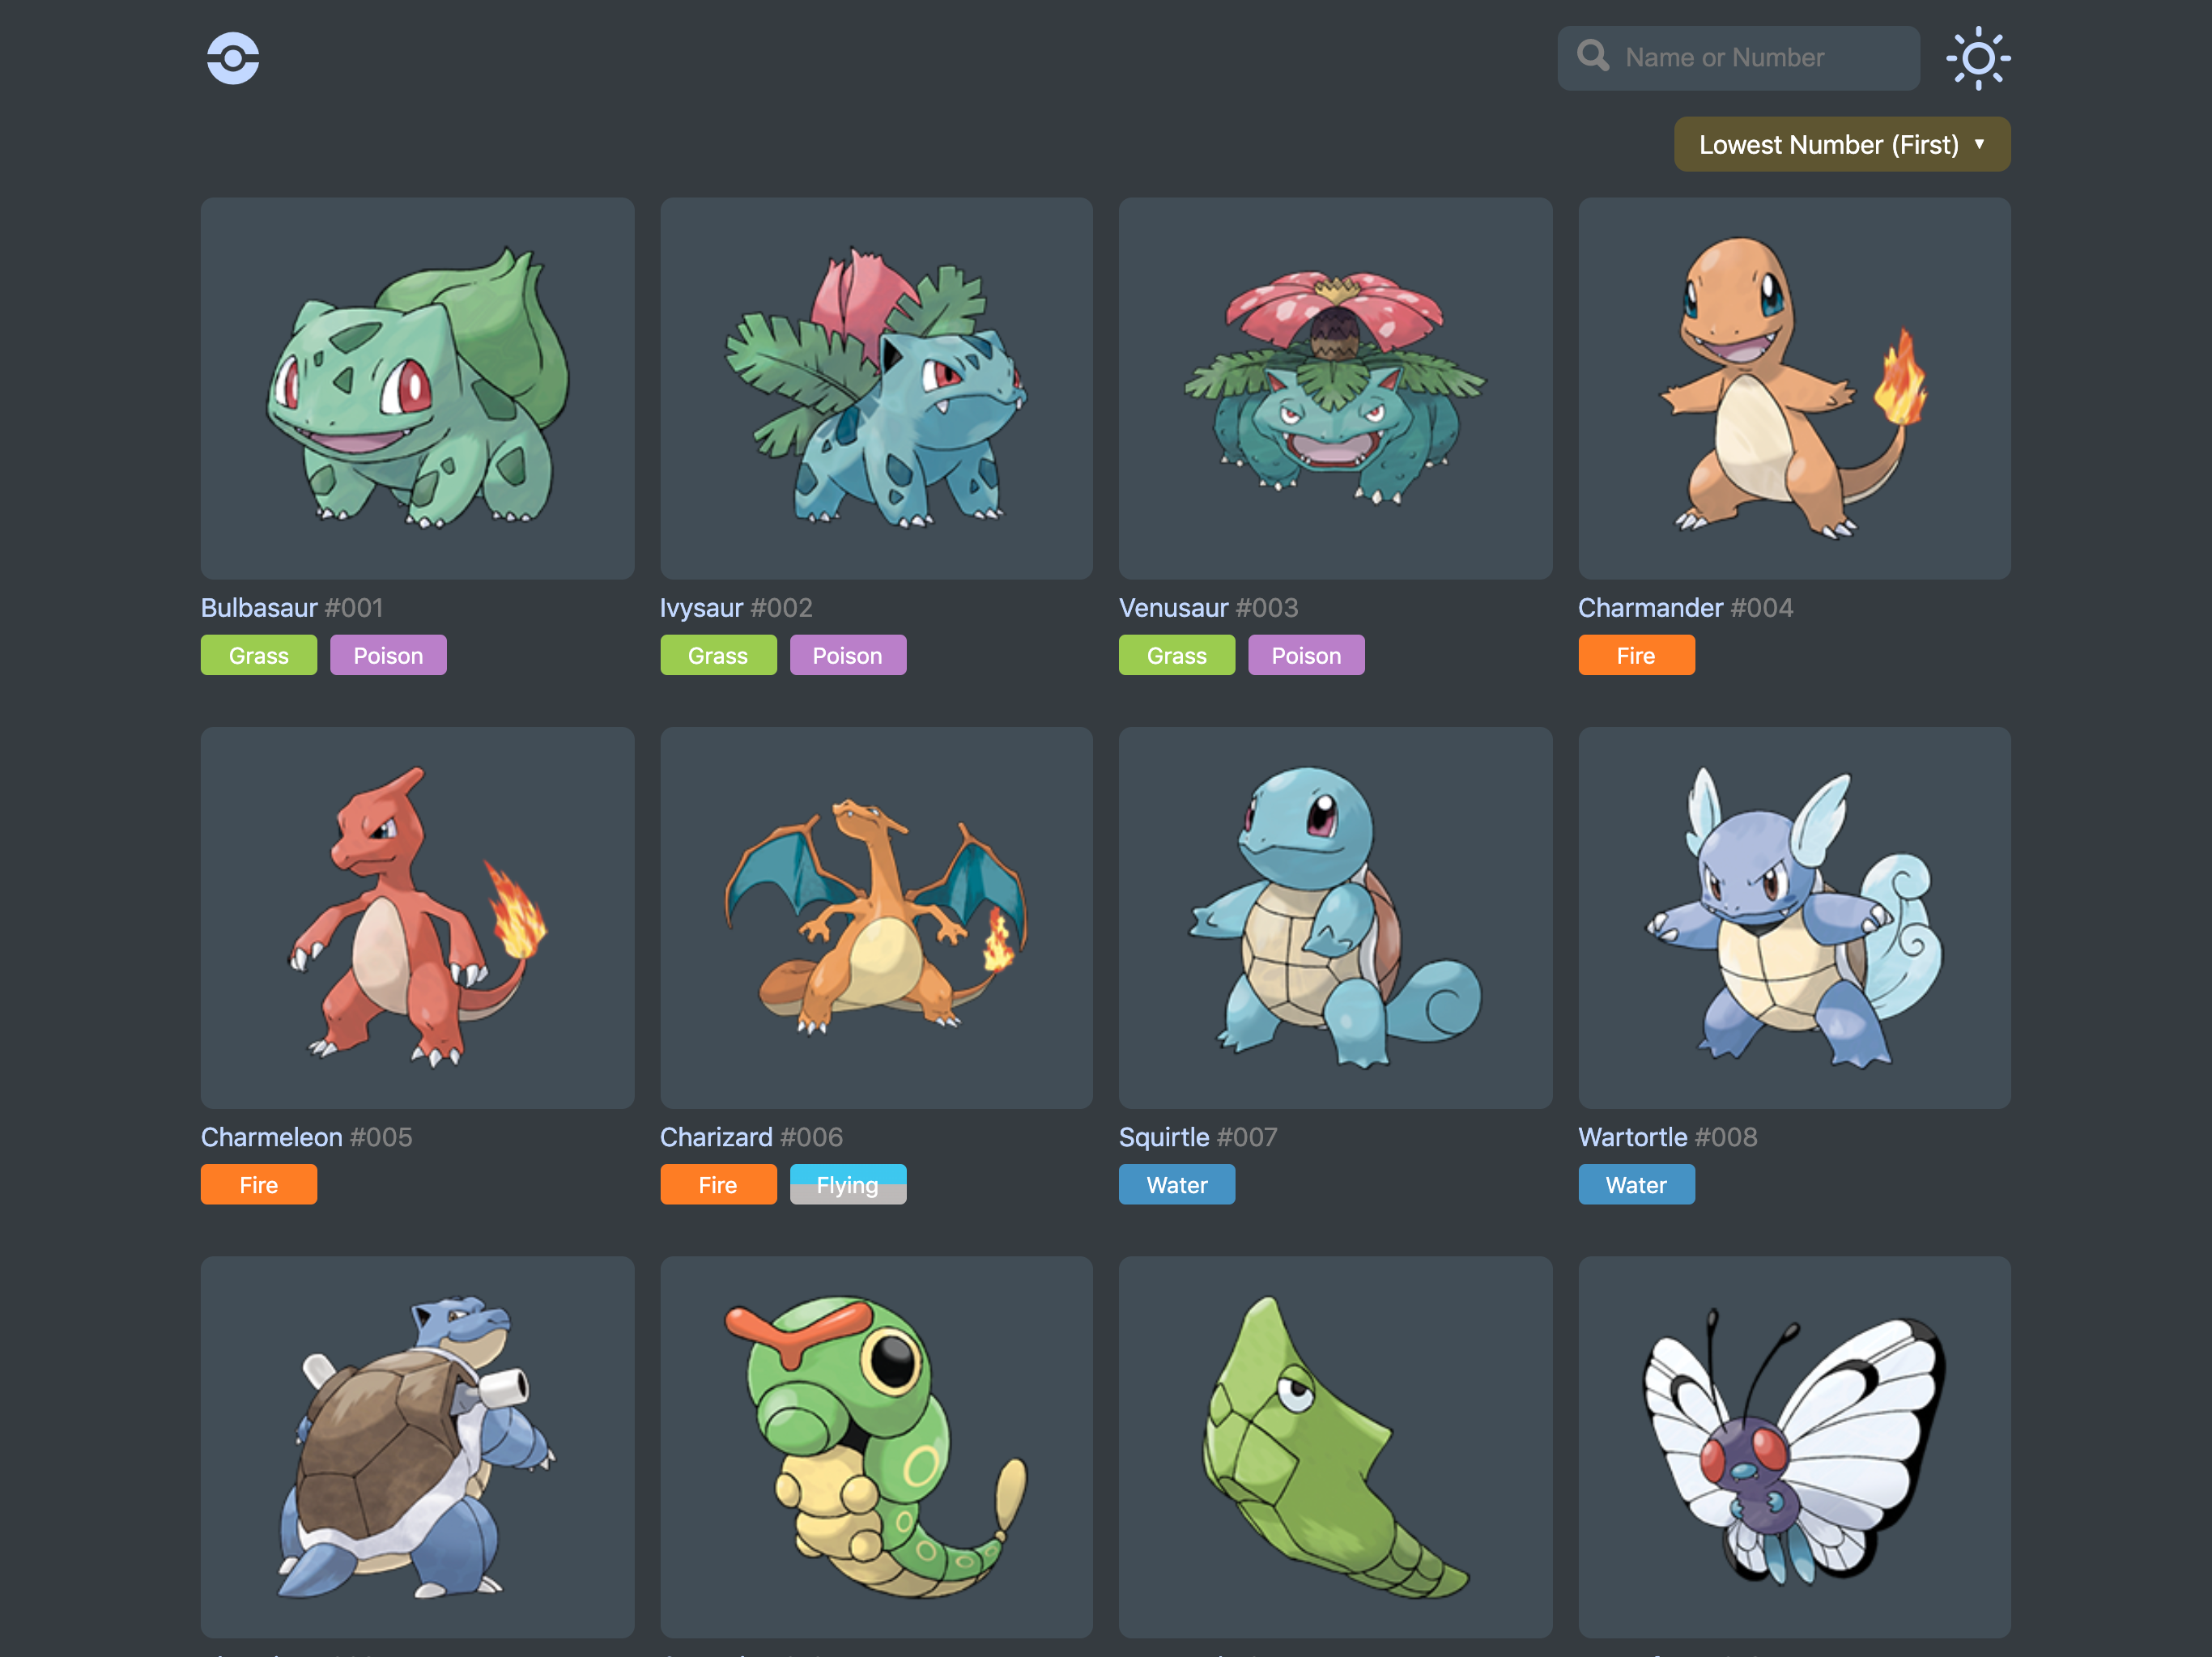 Name or Number
Lowest Number (First) ▼
Bulbasaur #001
Grass Poison
Ivysaur #002
Grass Poison
Venusaur #003
Grass Poison
Charmander #004
Fire
Charmeleon #005
Fire
Charizard #006
Fire Flying
Squirtle #007
Water
Wartortle #008
Water